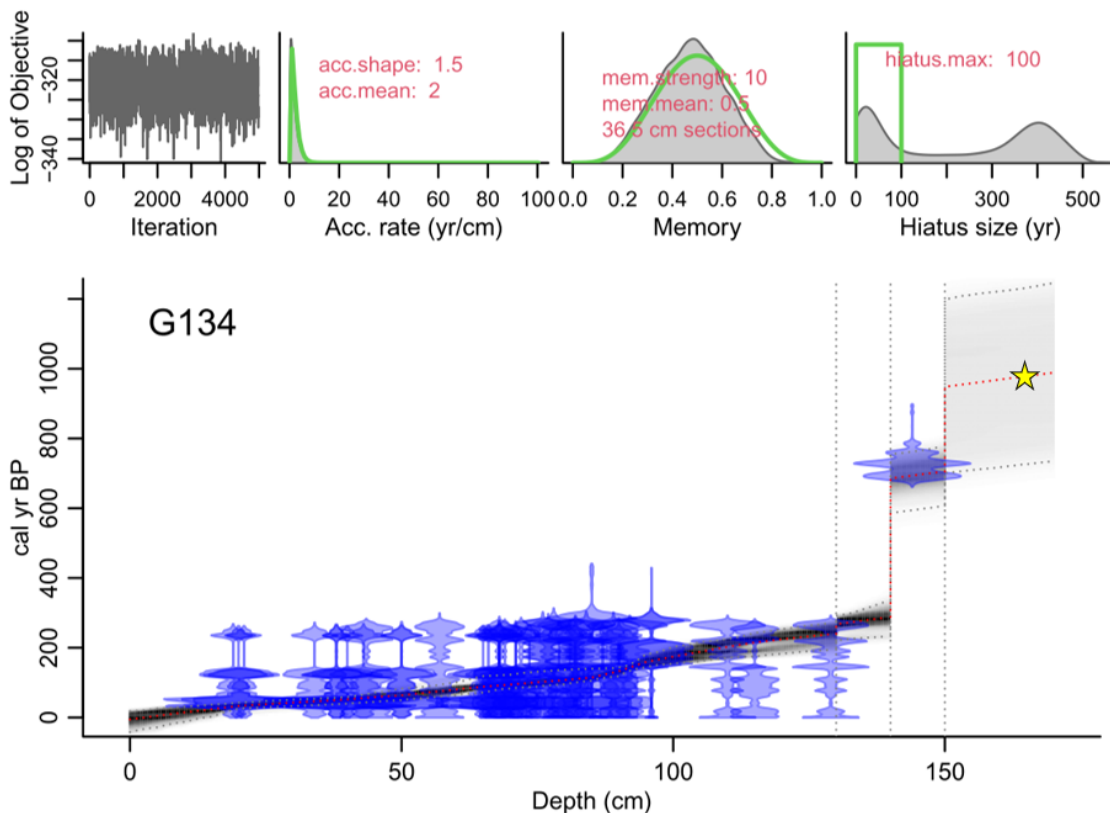 Log of Objective
−340
−320
0
2000
4000
Iteration
acc.shape: 1.5
acc.mean: 2
0
20
40
60
80
100
Acc. rate (yr/cm)
mem.strength: 10
mem.mean: 0.5
36.5 cm sections
0.0
0.2
0.4
0.6
0.8
1.0
Memory
hiatus.max: 100
0
100
300
500
Hiatus size (yr)
G134
cal yr BP
0
200
400
600
800
1000
0
50
100
150
Depth (cm)